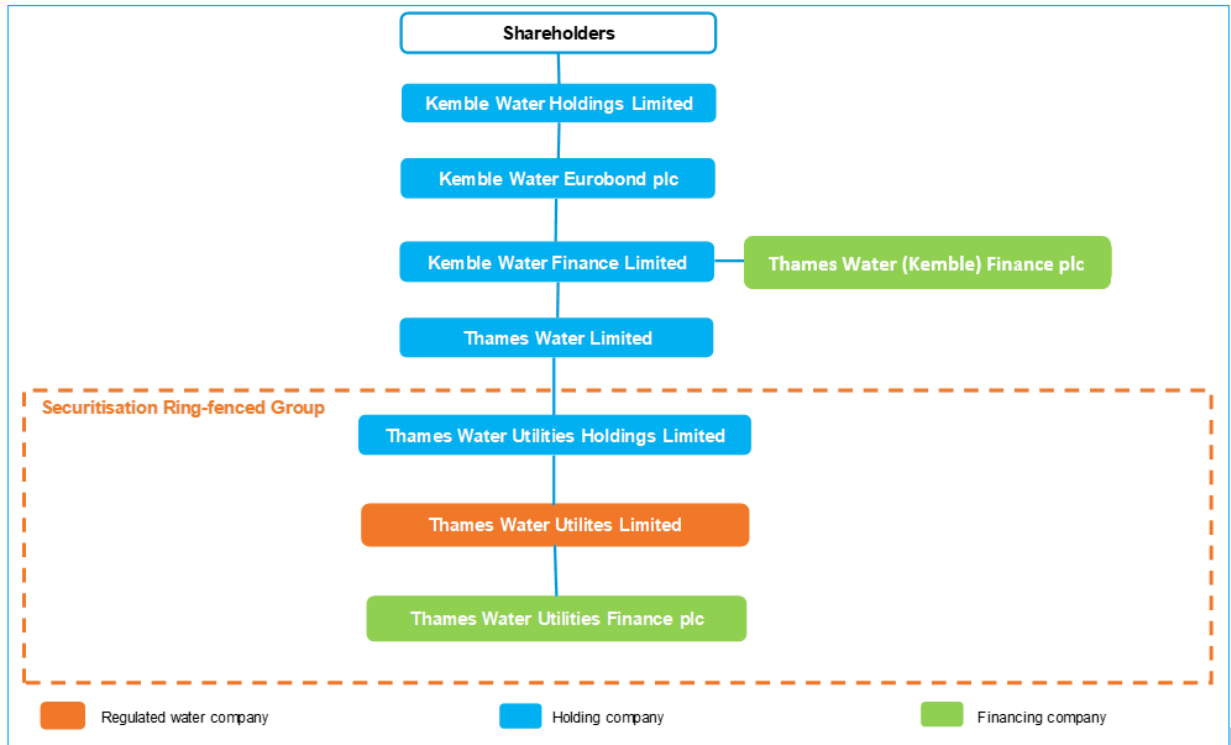 Shareholders
Kemble Water Holdings Limited
Kemble Water Eurobond plc
Kemble Water Finance Limited
Thames Water (Kemble) Finance plc
Thames Water Limited
Securitisation Ring-fenced Group
Thames Water Utilities Holdings Limited
Thames Water Utilites Limited
Thames Water Utilities Finance plc
Regulated water company
Holding company
Financing company